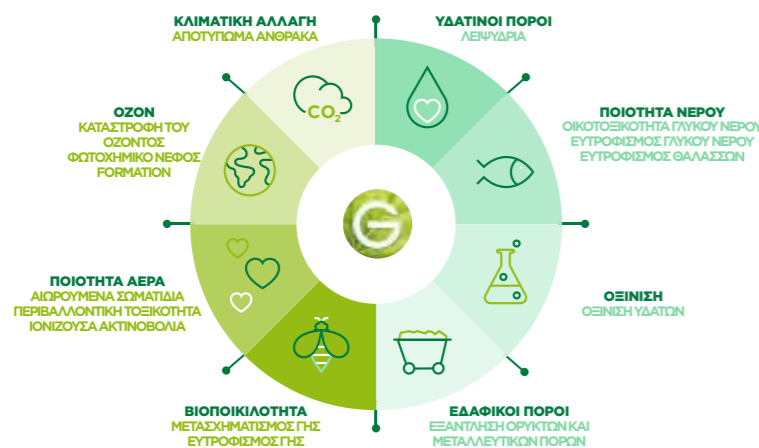 ΚΛΙΜΑΤΙΚΗ ΑΛΛΑΓΗ
ΑΠΟΤΥΠΩΜΑ ΑΝΘΡΑΚΑ
ΥΔΑΤΙΝΟΙ ΠΟΡΟΙ
ΛΕΙΨΥΔΡΙΑ
ΠΟΙΟΤΗΤΑ ΝΕΡΟΥ
ΟΙΚΟΤΟΞΙΚΟΤΗΤΑ ΓΛΥΚΟΥ ΝΕΡΟΥ
ΕΥΤΡΟΦΙΣΜΟΣ ΓΛΥΚΟΥ ΝΕΡΟΥ
ΕΥΤΡΟΦΙΣΜΟΣ ΘΑΛΑΣΣΩΝ
ΟΞΙΝΙΣΗ
ΟΞΙΝΙΣΗ ΥΔΑΤΩΝ
ΕΔΑΦΙΚΟΙ ΠΟΡΟΙ
ΕΞΑΝΤΛΗΣΗ ΟΡΥΚΤΩΝ ΚΑΙ
ΜΕΤΑΛΛΕΥΤΙΚΩΝ ΠΟΡΩΝ
ΒΙΟΠΟΙΚΙΛΟΤΗΤΑ
ΜΕΤΑΣΧΗΜΑΤΙΣΜΟΣ ΓΗΣ
ΕΥΤΡΟΦΙΣΜΟΣ ΓΗΣ
ΠΟΙΟΤΗΤΑ ΑΕΡΑ
ΑΙΩΡΟΥΜΕΝΑ ΣΩΜΑΤΙΔΙΑ
ΠΕΡΙΒΑΛΛΟΝΤΙΚΗ ΤΟΞΙΚΟΤΗΤΑ
ΙΟΝΙΖΟΥΣΑ ΑΚΤΙΝΟΒΟΛΙΑ
ΟΖΟΝ
ΚΑΤΑΣΤΡΟΦΗ ΤΟΥ
ΟΖΟΝΤΟΣ
ΦΩΤΟΧΗΜΙΚΟ ΝΕΦΟΣ
FORMATION
CO₂
G